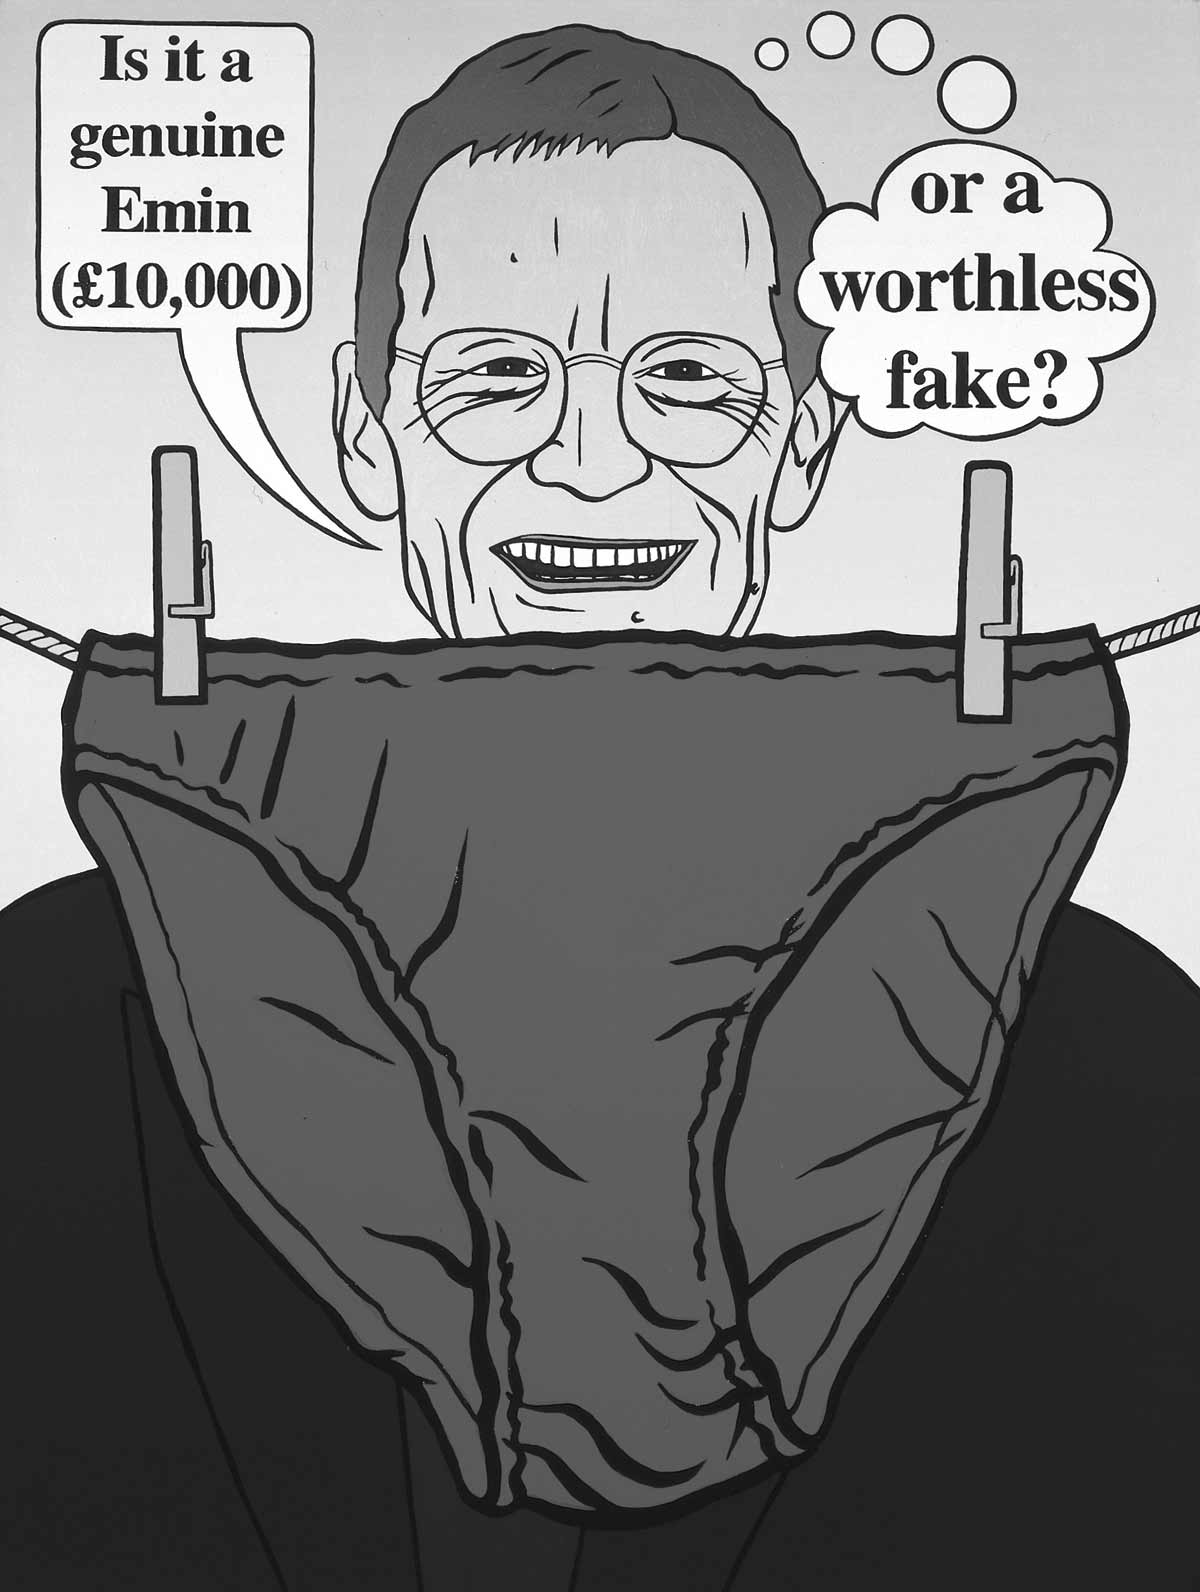 Is it a
genuine
Emin
(£10,000)
or a
worthless
fake?